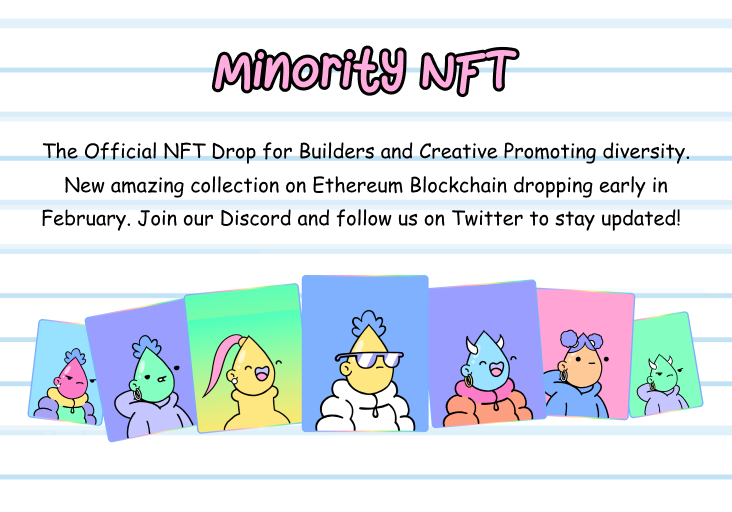 Minority NFT
The Official NFT Drop for Builders and Creative Promoting diversity.
New amazing collection on Ethereum Blockchain dropping early in
February. Join our Discord and follow us on Twitter to stay updated!